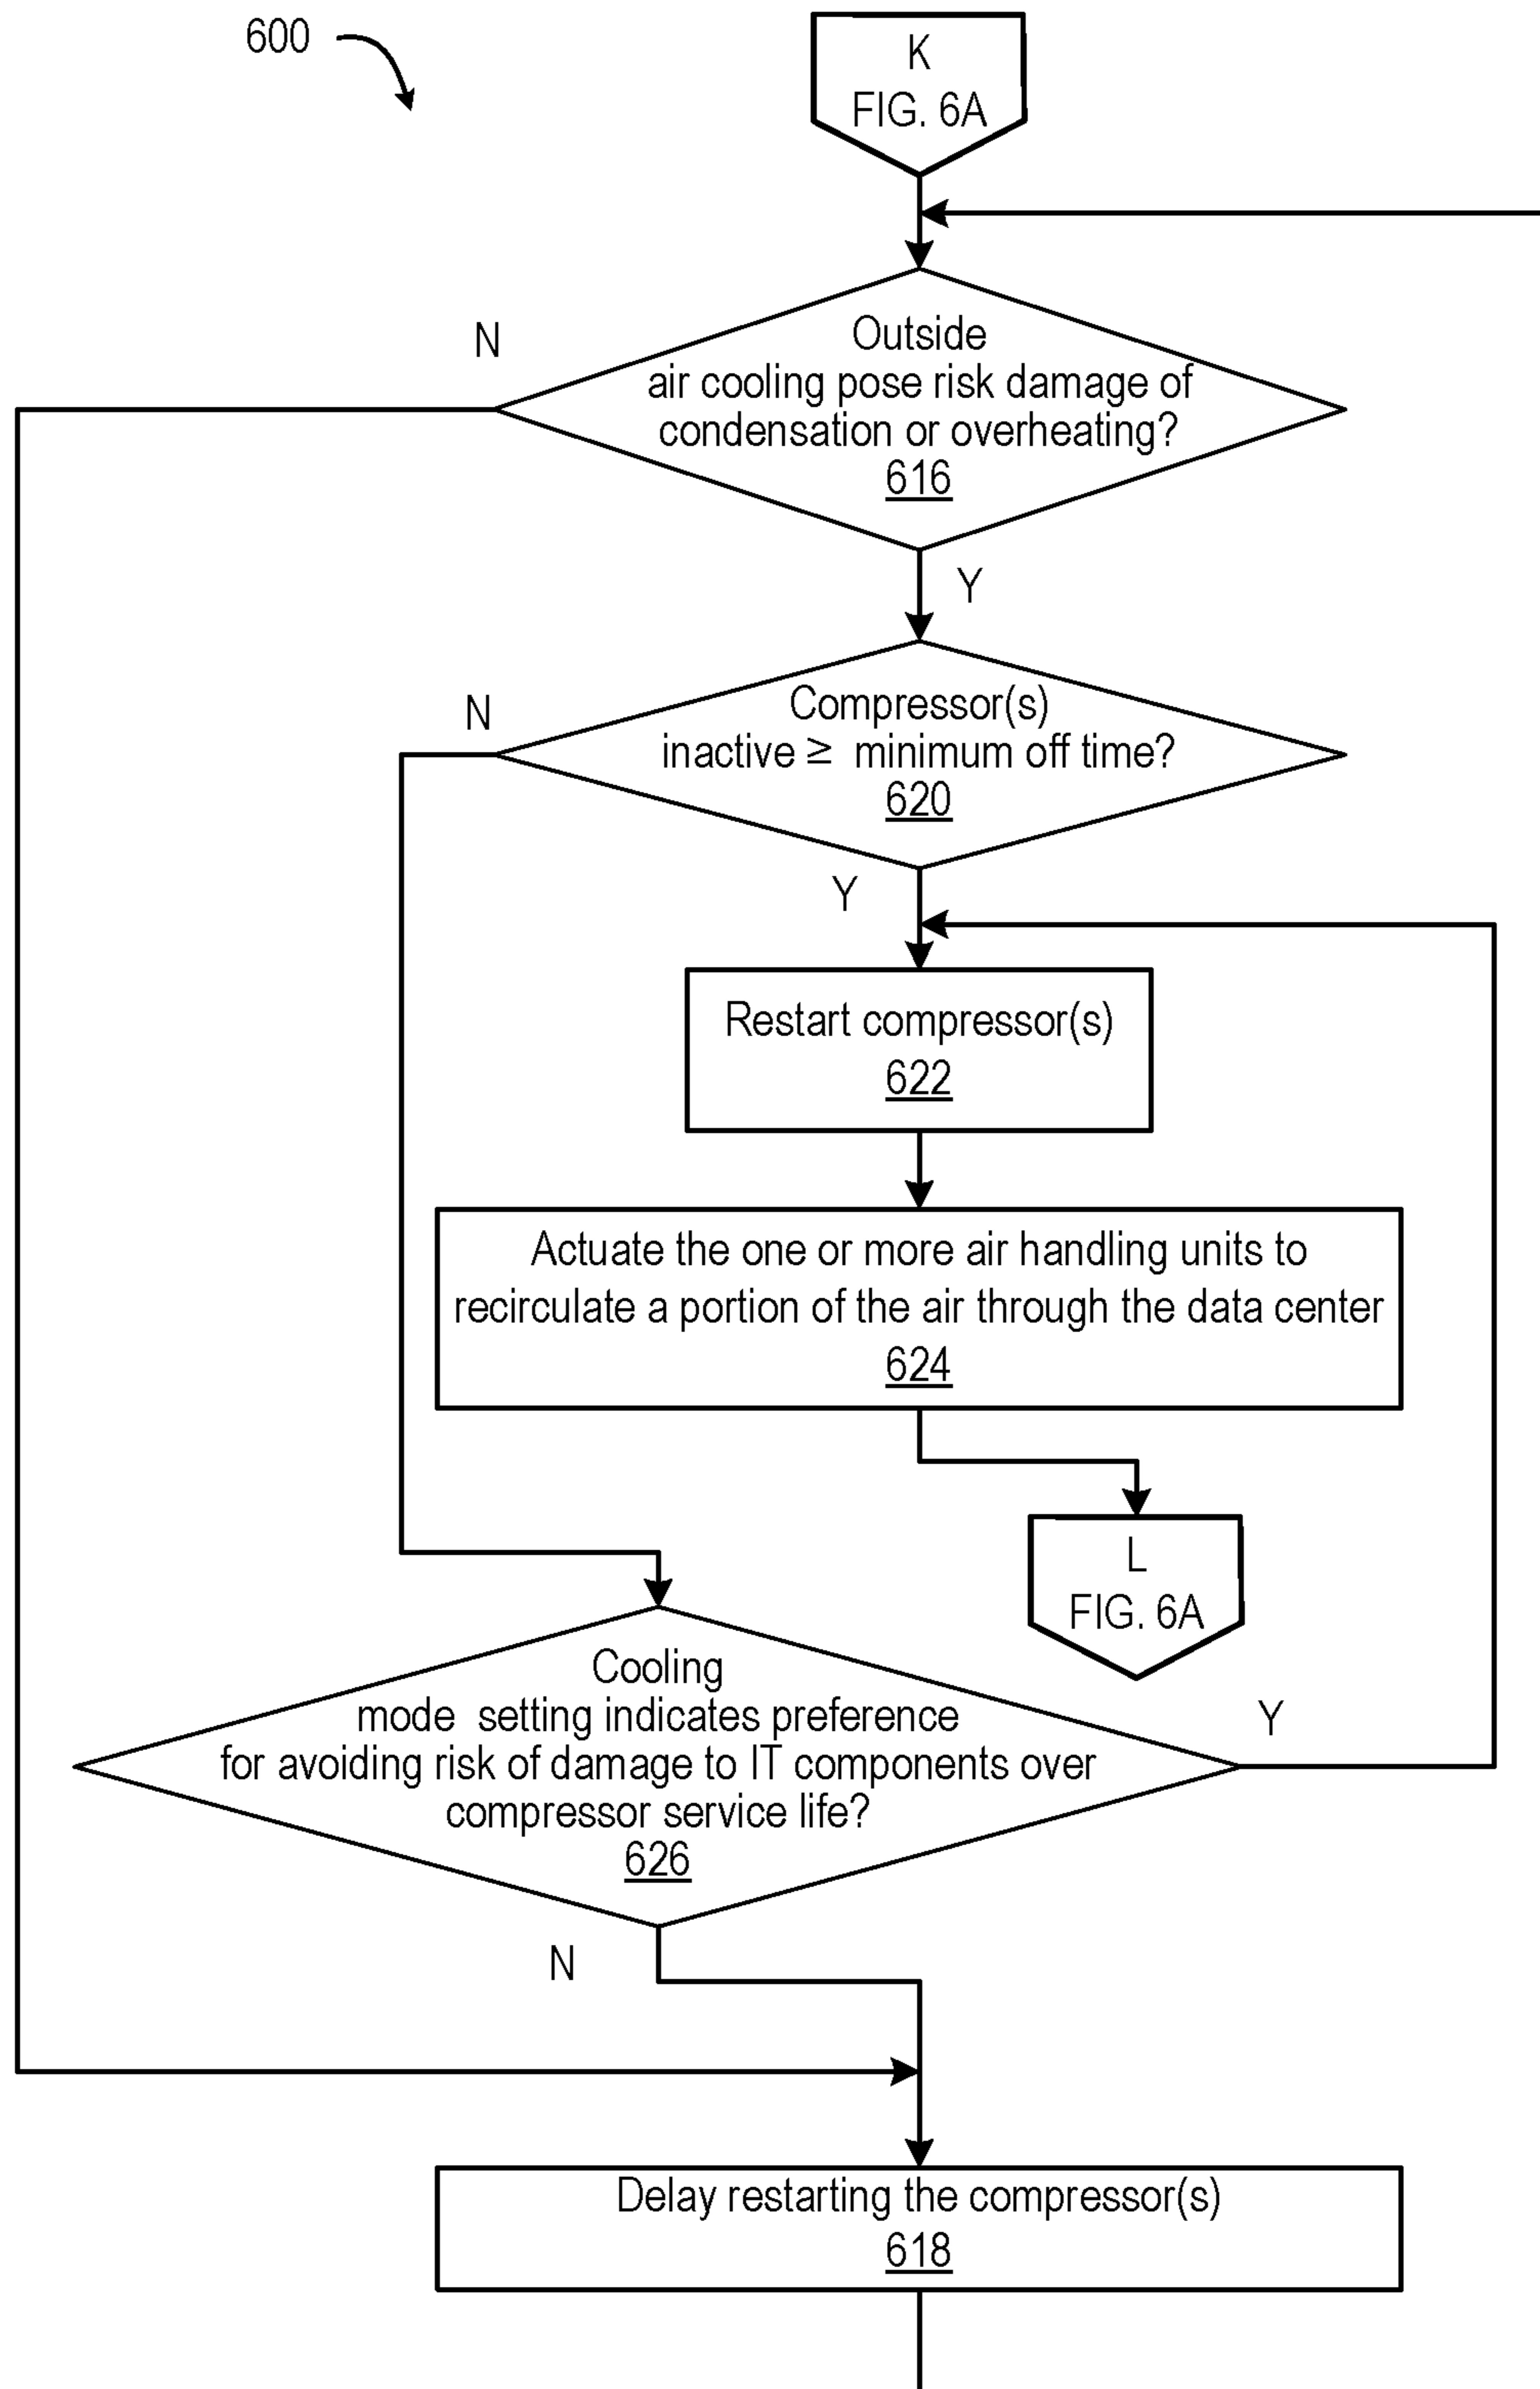 600
K
FIG. 6A
Outside
air cooling pose risk damage of
condensation or overheating?
616
N
Y
Compressor(s)
inactive ≥ minimum off time?
620
N
Y
Restart compressor(s)
622
Actuate the one or more air handling units to
recirculate a portion of the air through the data center
624
L
FIG. 6A
Cooling
mode setting indicates preference
for avoiding risk of damage to IT components over
compressor service life?
626
Y
N
Delay restarting the compressor(s)
618